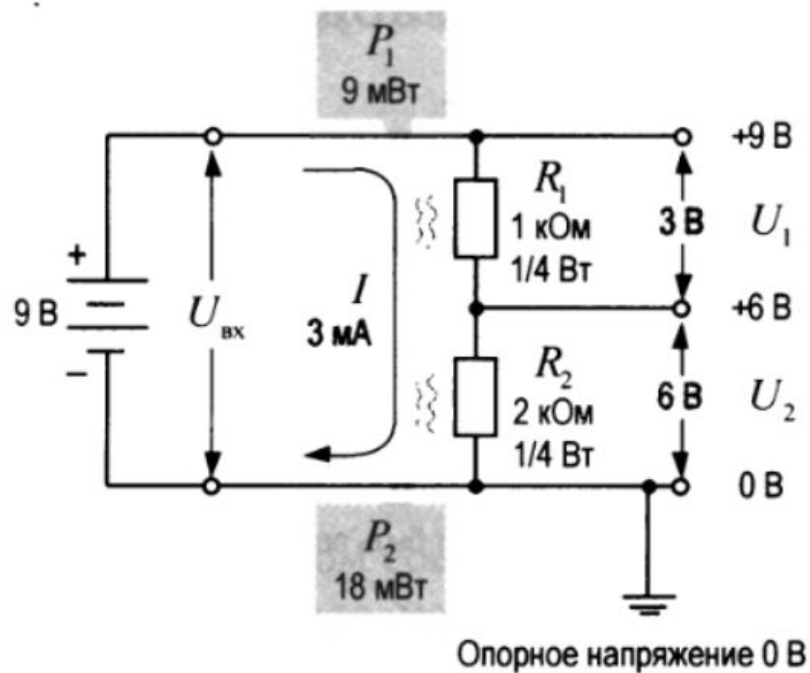 P₁
9 мВт
+9 В
+
9 В
−
Uвх
I
3 мА
R₁
1 кОм
1/4 Вт
3 В
U₁
+6 В
R₂
2 кОм
1/4 Вт
6 В
U₂
0 В
P₂
18 мВт
Опорное напряжение 0 В